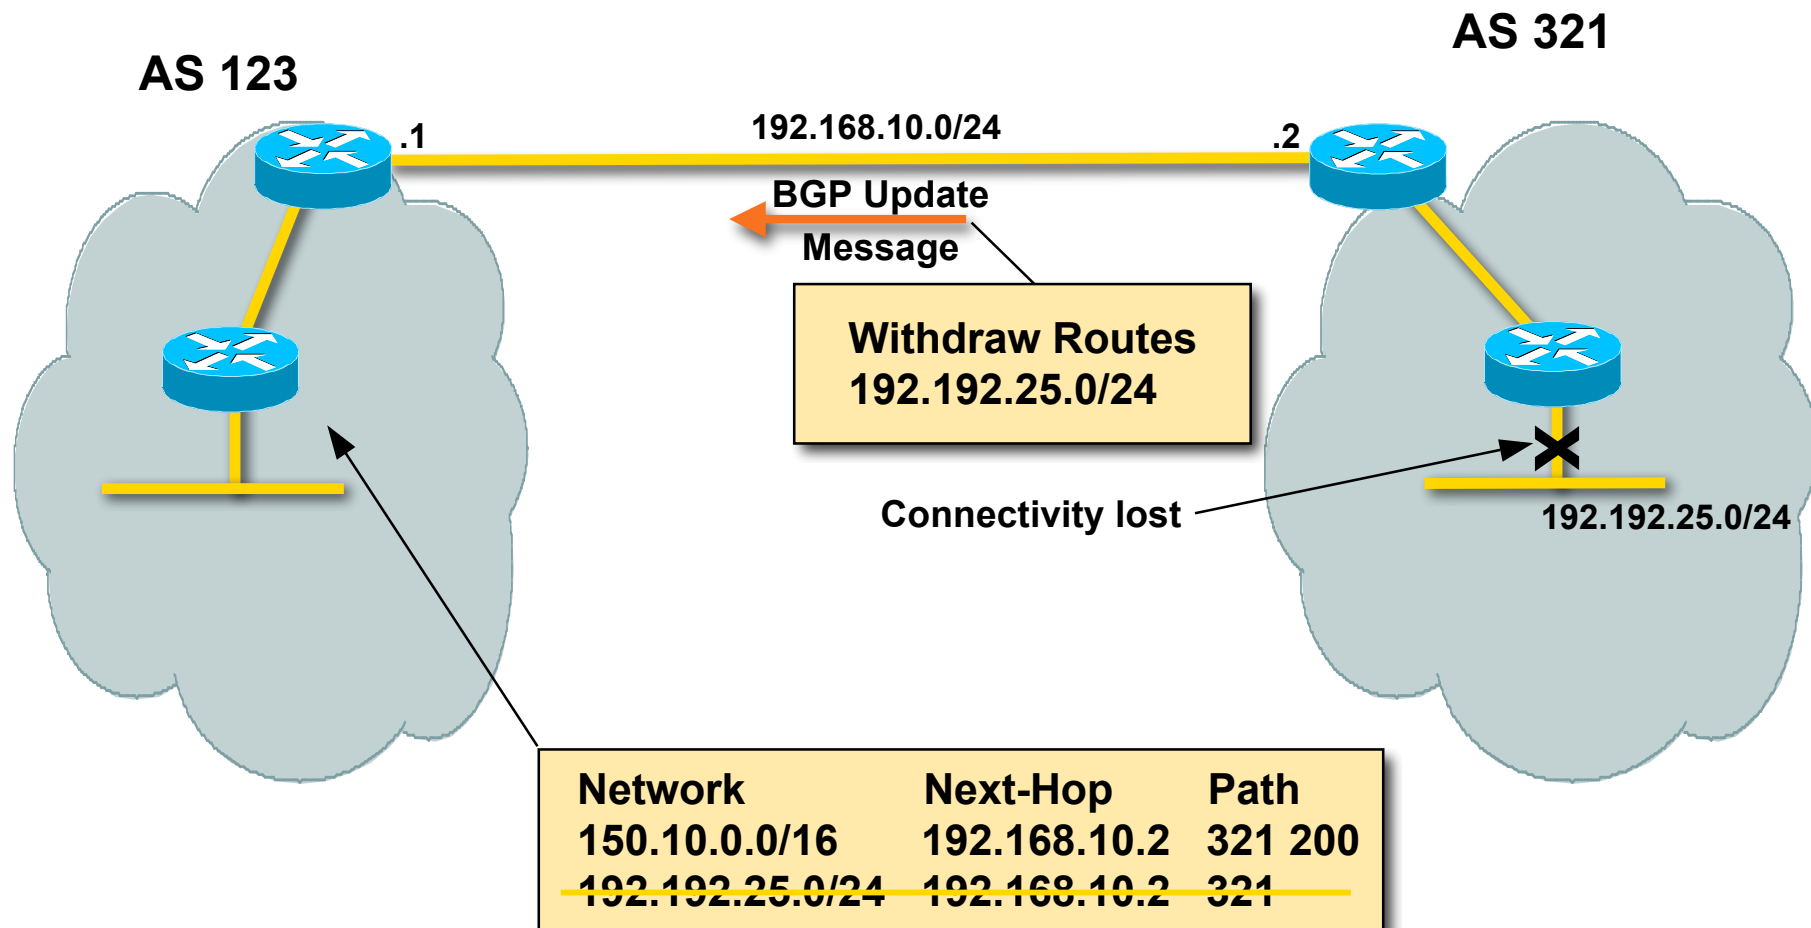 AS 123
AS 321
.1
192.168.10.0/24
.2
BGP Update
Message
Withdraw Routes
192.192.25.0/24
Connectivity lost
192.192.25.0/24
Network Next-Hop Path
150.10.0.0/16 192.168.10.2 321 200
192.192.25.0/24 192.168.10.2 321